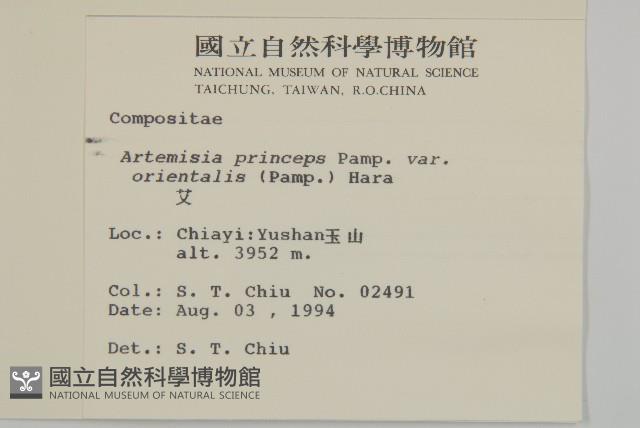 國立自然科學博物館
NATIONAL MUSEUM OF NATURAL SCIENCE
TAICHUNG, TAIWAN, R.O.CHINA
Compositae
Artemisia princeps Pamp. var.
orientalis (Pamp.) Hara
艾
Loc.: Chiayi:Yushan玉山
alt. 3952 m.
Col.: S. T. Chiu No. 02491
Date: Aug. 03 , 1994
Det.: S. T. Chiu
國立自然科學博物館
NATIONAL MUSEUM OF NATURAL SCIENCE